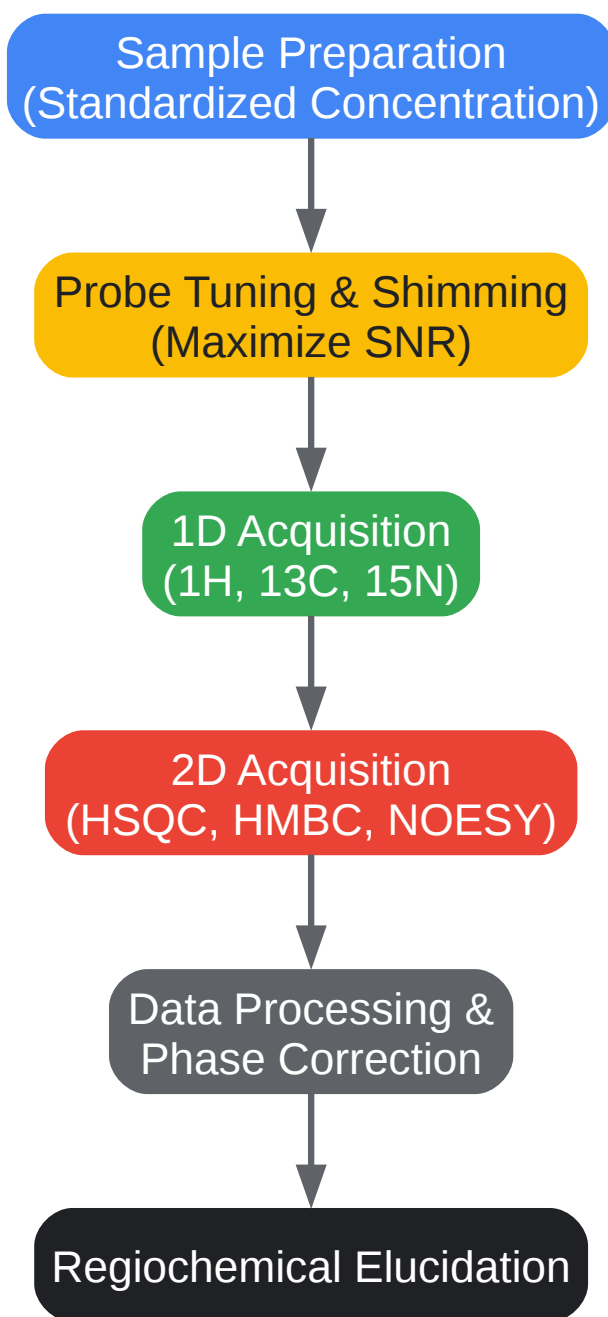 Sample Preparation
(Standardized Concentration)
Probe Tuning & Shimming
(Maximize SNR)
1D Acquisition
(1H, 13C, 15N)
2D Acquisition
(HSQC, HMBC, NOESY)
Data Processing &
Phase Correction
Regiochemical Elucidation